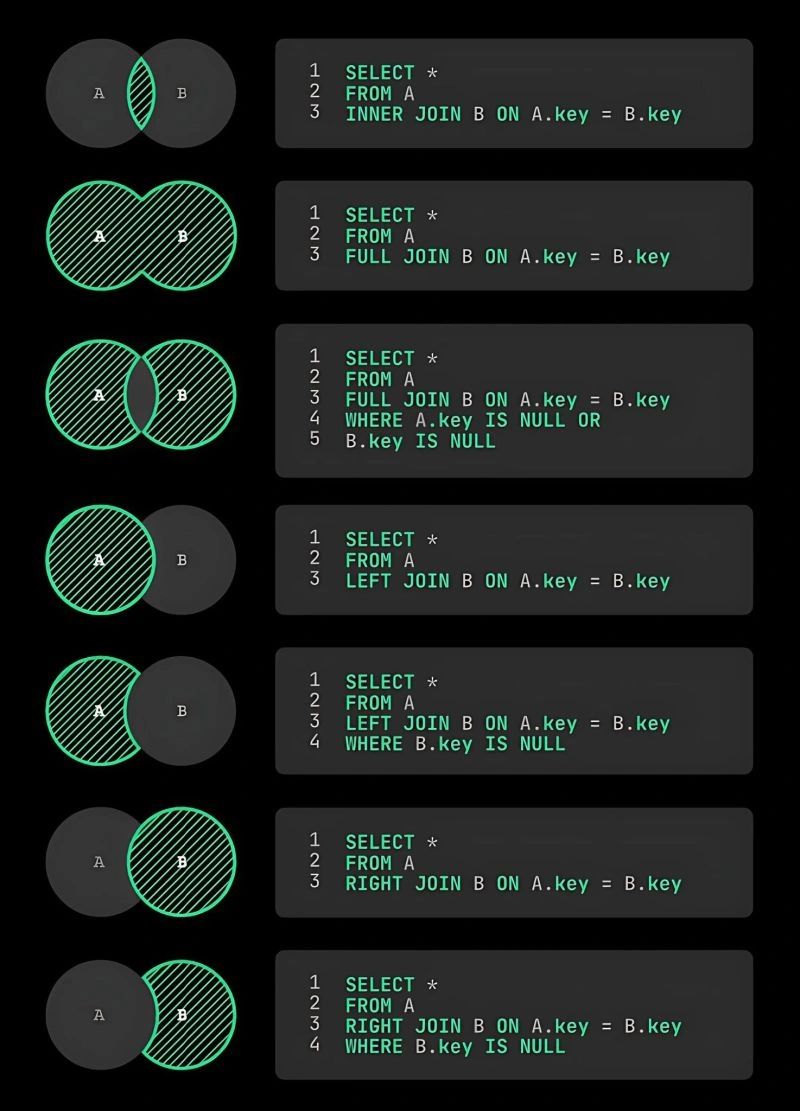 A B
1 SELECT *
2 FROM A
3 INNER JOIN B ON A.key = B.key
A B
1 SELECT *
2 FROM A
3 FULL JOIN B ON A.key = B.key
A B
1 SELECT *
2 FROM A
3 FULL JOIN B ON A.key = B.key
4 WHERE A.key IS NULL OR
5 B.key IS NULL
A B
1 SELECT *
2 FROM A
3 LEFT JOIN B ON A.key = B.key
A B
1 SELECT *
2 FROM A
3 LEFT JOIN B ON A.key = B.key
4 WHERE B.key IS NULL
A B
1 SELECT *
2 FROM A
3 RIGHT JOIN B ON A.key = B.key
A B
1 SELECT *
2 FROM A
3 RIGHT JOIN B ON A.key = B.key
4 WHERE B.key IS NULL